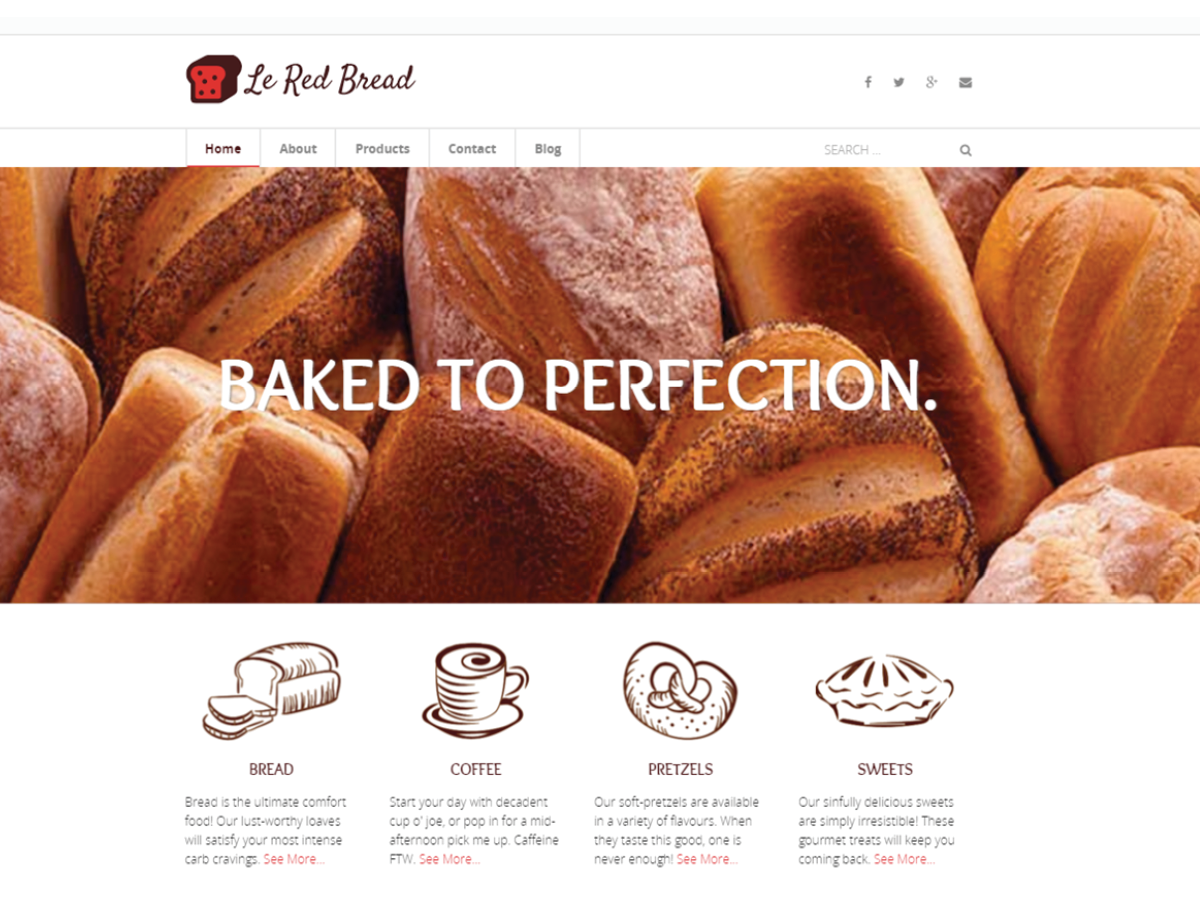 Le Red Bread
Home About Products Contact Blog SEARCH ...
BAKED TO PERFECTION.
BREAD
Bread is the ultimate comfort
food! Our lust-worthy loaves
will satisfy your most intense
carb cravings. See More...
COFFEE
Start your day with decadent
cup o' joe, or pop in for a mid-
afternoon pick me up. Caffeine
FTW. See More...
PRETZELS
Our soft-pretzels are available
in a variety of flavours. When
they taste this good, one is
never enough! See More...
SWEETS
Our sinfully delicious sweets
are simply irresistible! These
gourmet treats will keep you
coming back. See More...